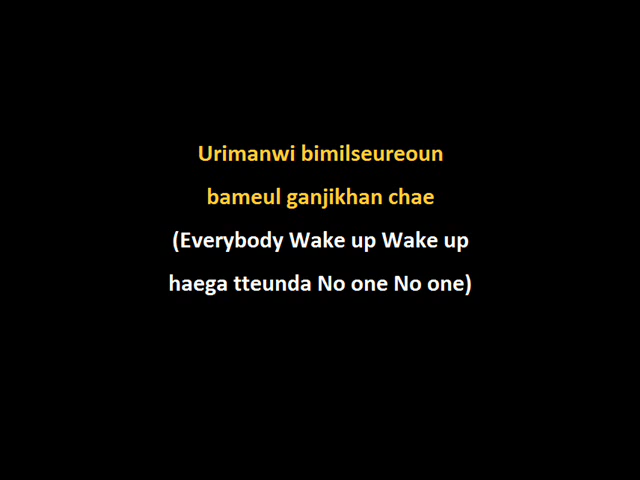 Urimanwi bimilseureoun
bameul ganjikhan chae
(Everybody Wake up Wake up
haega tteunda No one No one)